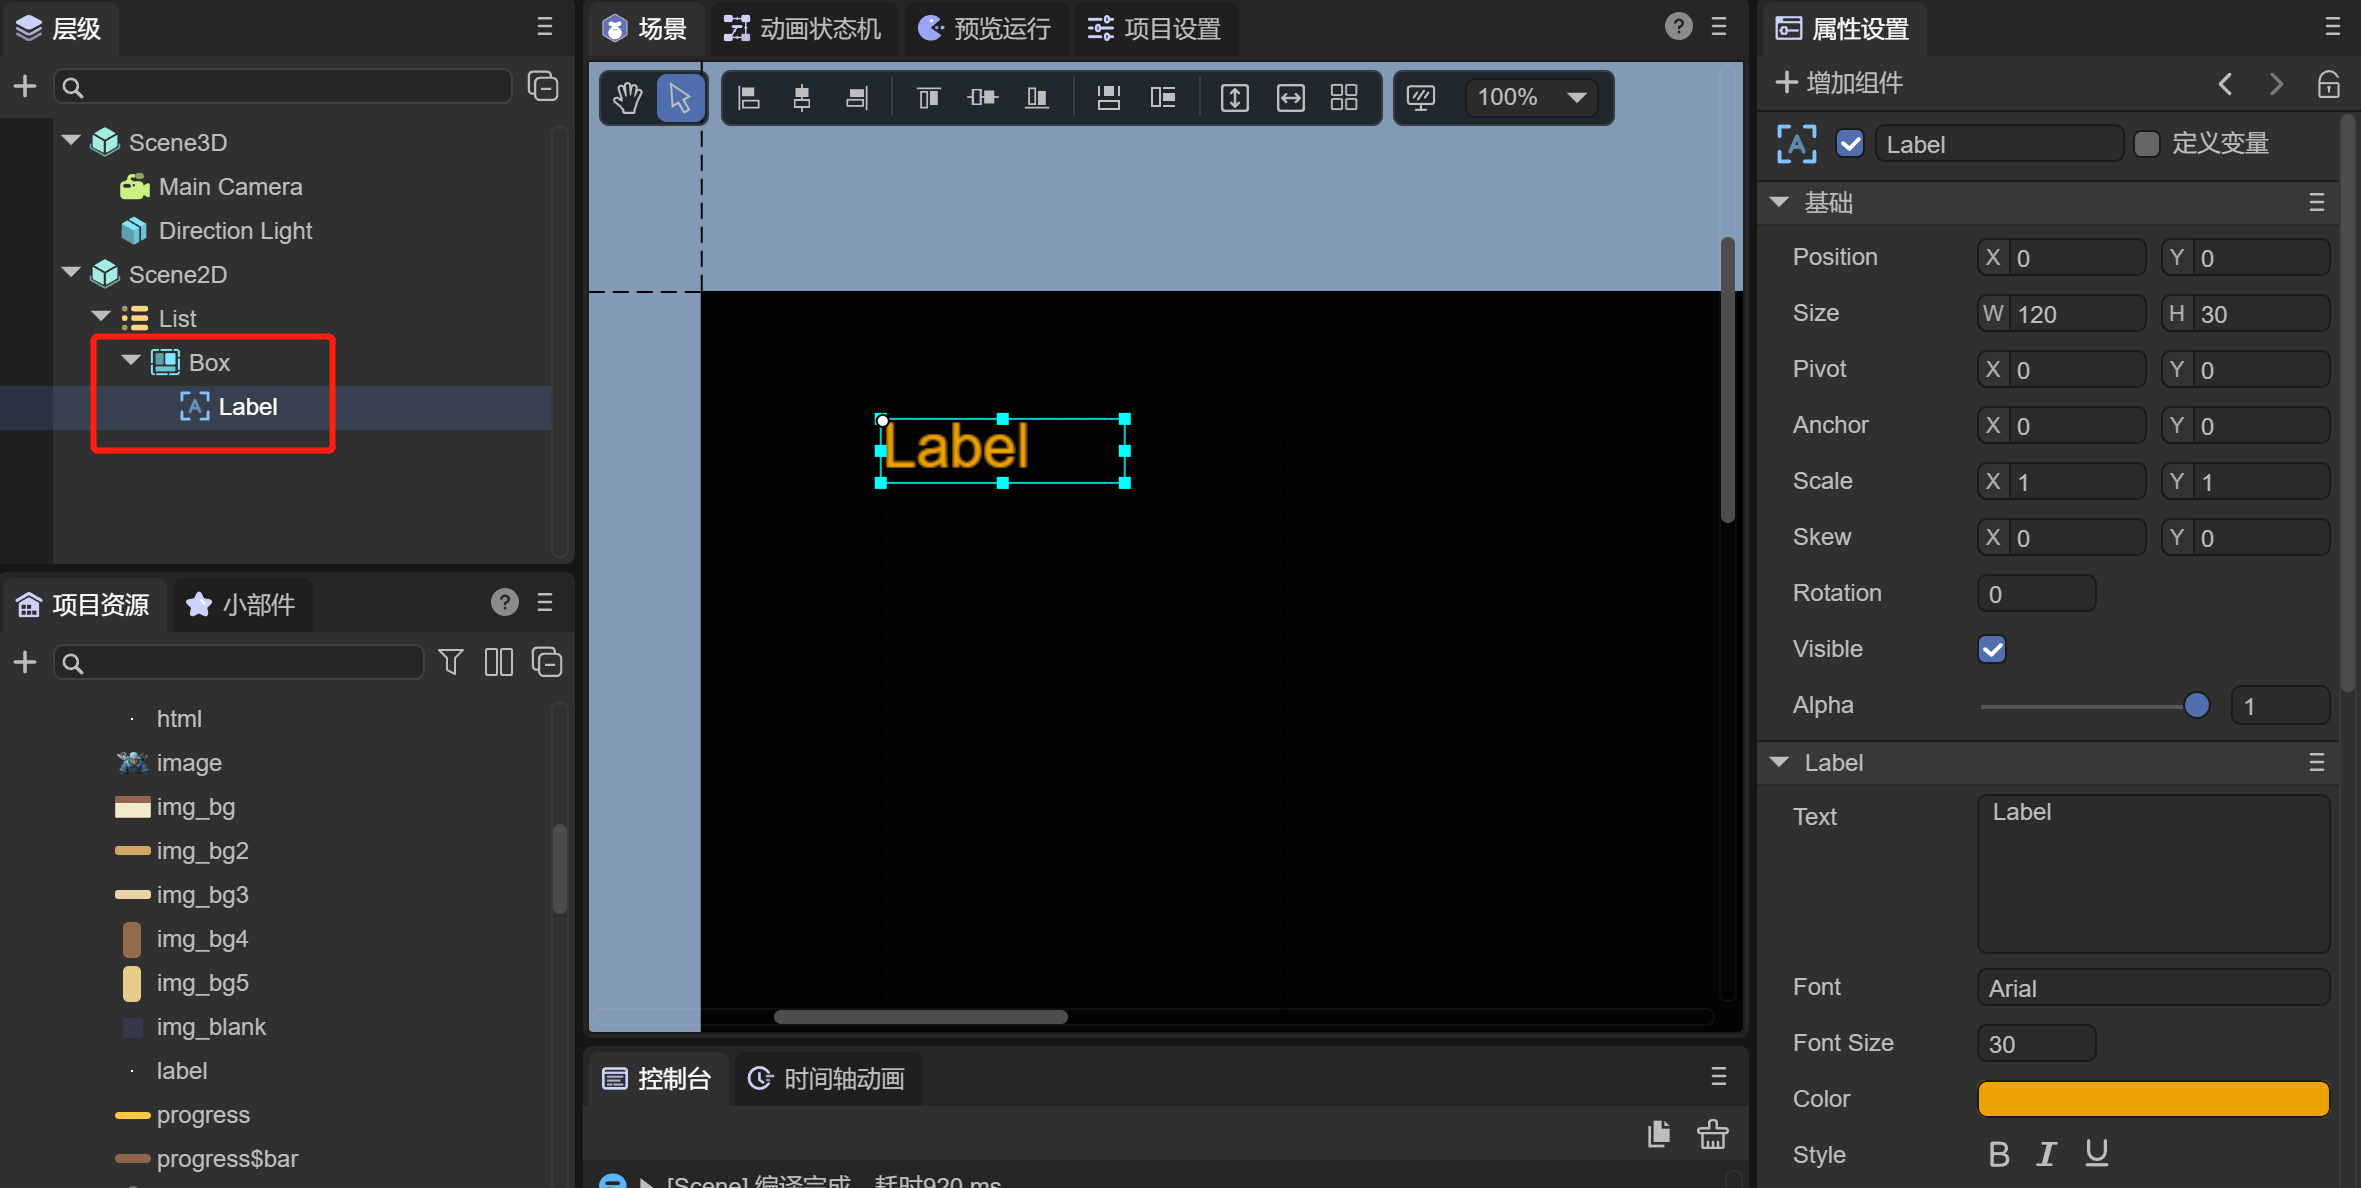 层级
Scene3D
Main Camera
Direction Light
Scene2D
List
Box
Label
项目资源
小部件
html
image
img_bg
img_bg2
img_bg3
img_bg4
img_bg5
img_blank
label
progress
progress$bar
场景
动画状态机
预览运行
项目设置
100%
Label
控制台
时间轴动画
[Scene] 编译完成，耗时920 ms
属性设置
增加组件
Label
定义变量
基础
Position X 0 Y 0
Size W 120 H 30
Pivot X 0 Y 0
Anchor X 0 Y 0
Scale X 1 Y 1
Skew X 0 Y 0
Rotation 0
Visible
Alpha 1
Label
Text Label
Font Arial
Font Size 30
Color
Style B I U